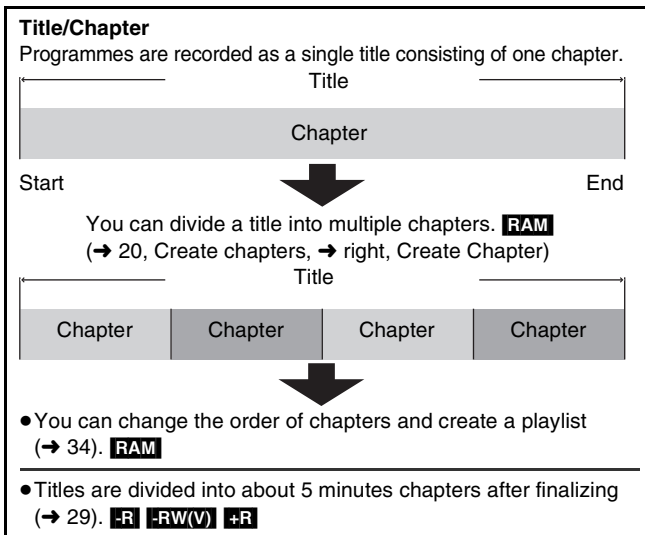 Title/Chapter
Programmes are recorded as a single title consisting of one chapter.
Title
Chapter
Start End
You can divide a title into multiple chapters. RAM
(➜ 20, Create chapters, ➜ right, Create Chapter)
Title
Chapter Chapter Chapter Chapter
●You can change the order of chapters and create a playlist
(➜ 34). RAM
●Titles are divided into about 5 minutes chapters after finalizing
(➜ 29). -R -RW(V) +R